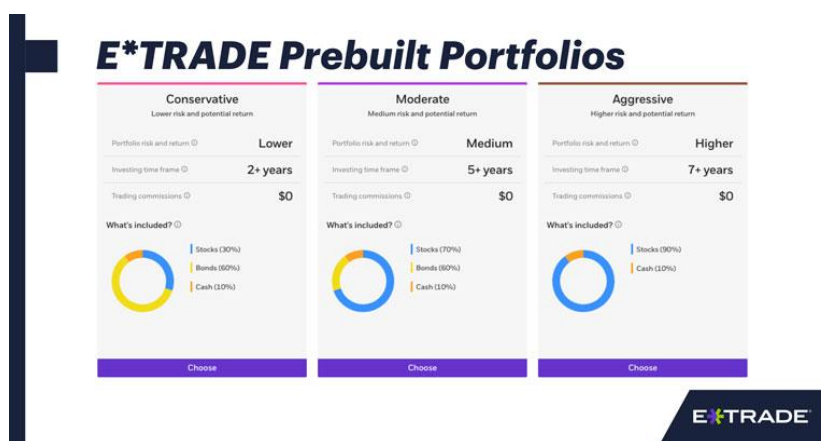 E*TRADE Prebuilt Portfolios
Conservative
Lower risk and potential return
Portfolio risk and return
Lower
Investing time frame
2+ years
Trading commissions
$0
What's included?
Stocks (30%)
Bonds (60%)
Cash (10%)
Choose
Moderate
Medium risk and potential return
Portfolio risk and return
Medium
Investing time frame
5+ years
Trading commissions
$0
What's included?
Stocks (70%)
Bonds (60%)
Cash (10%)
Choose
Aggressive
Higher risk and potential return
Portfolio risk and return
Higher
Investing time frame
7+ years
Trading commissions
$0
What's included?
Stocks (90%)
Cash (10%)
Choose
E*TRADE